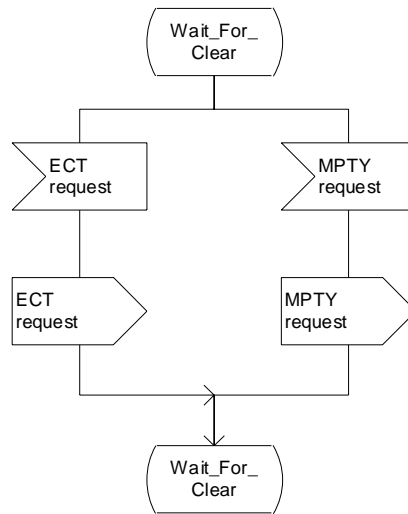 Wait_For_
Clear
ECT
request
MPTY
request
ECT
request
MPTY
request
Wait_For_
Clear